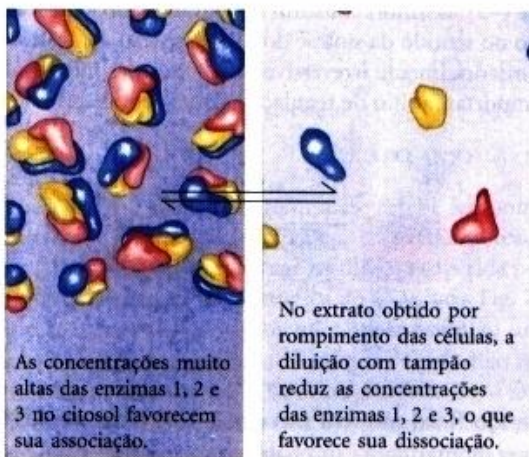 As concentrações muito
altas das enzimas 1, 2 e
3 no citosol favorecem
sua associação.
No extrato obtido por
rompimento das células, a
diluição com tampão
reduz as concentrações
das enzimas 1, 2 e 3, o que
favorece sua dissociação.